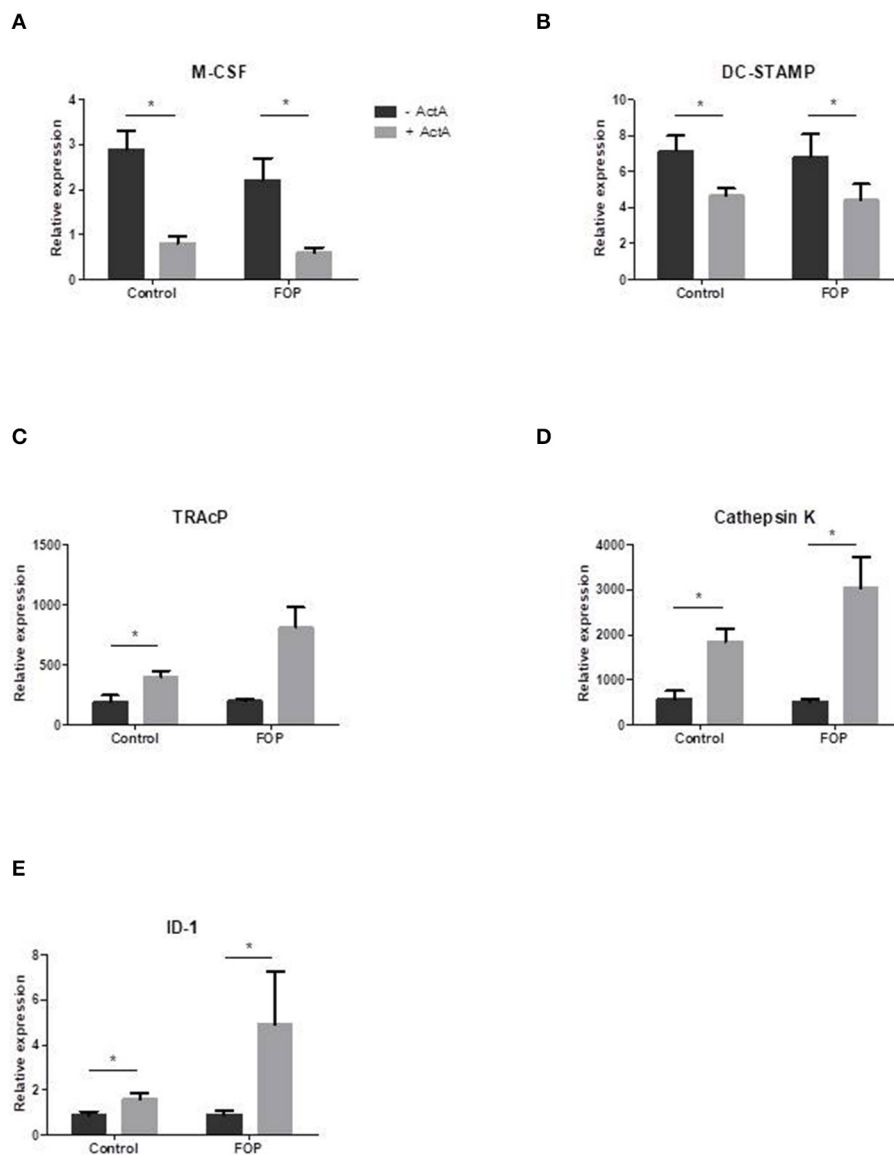 A
M-CSF
Relative expression
4
3
2
1
0
*
*
Control
FOP
- ActA
+ ActA
B
DC-STAMP
Relative expression
10
8
6
4
2
0
*
*
Control
FOP
C
TRAcP
Relative expression
1500
1000
500
0
*
Control
FOP
D
Cathepsin K
Relative expression
4000
3000
2000
1000
0
*
*
Control
FOP
E
ID-1
Relative expression
8
6
4
2
0
*
*
Control
FOP